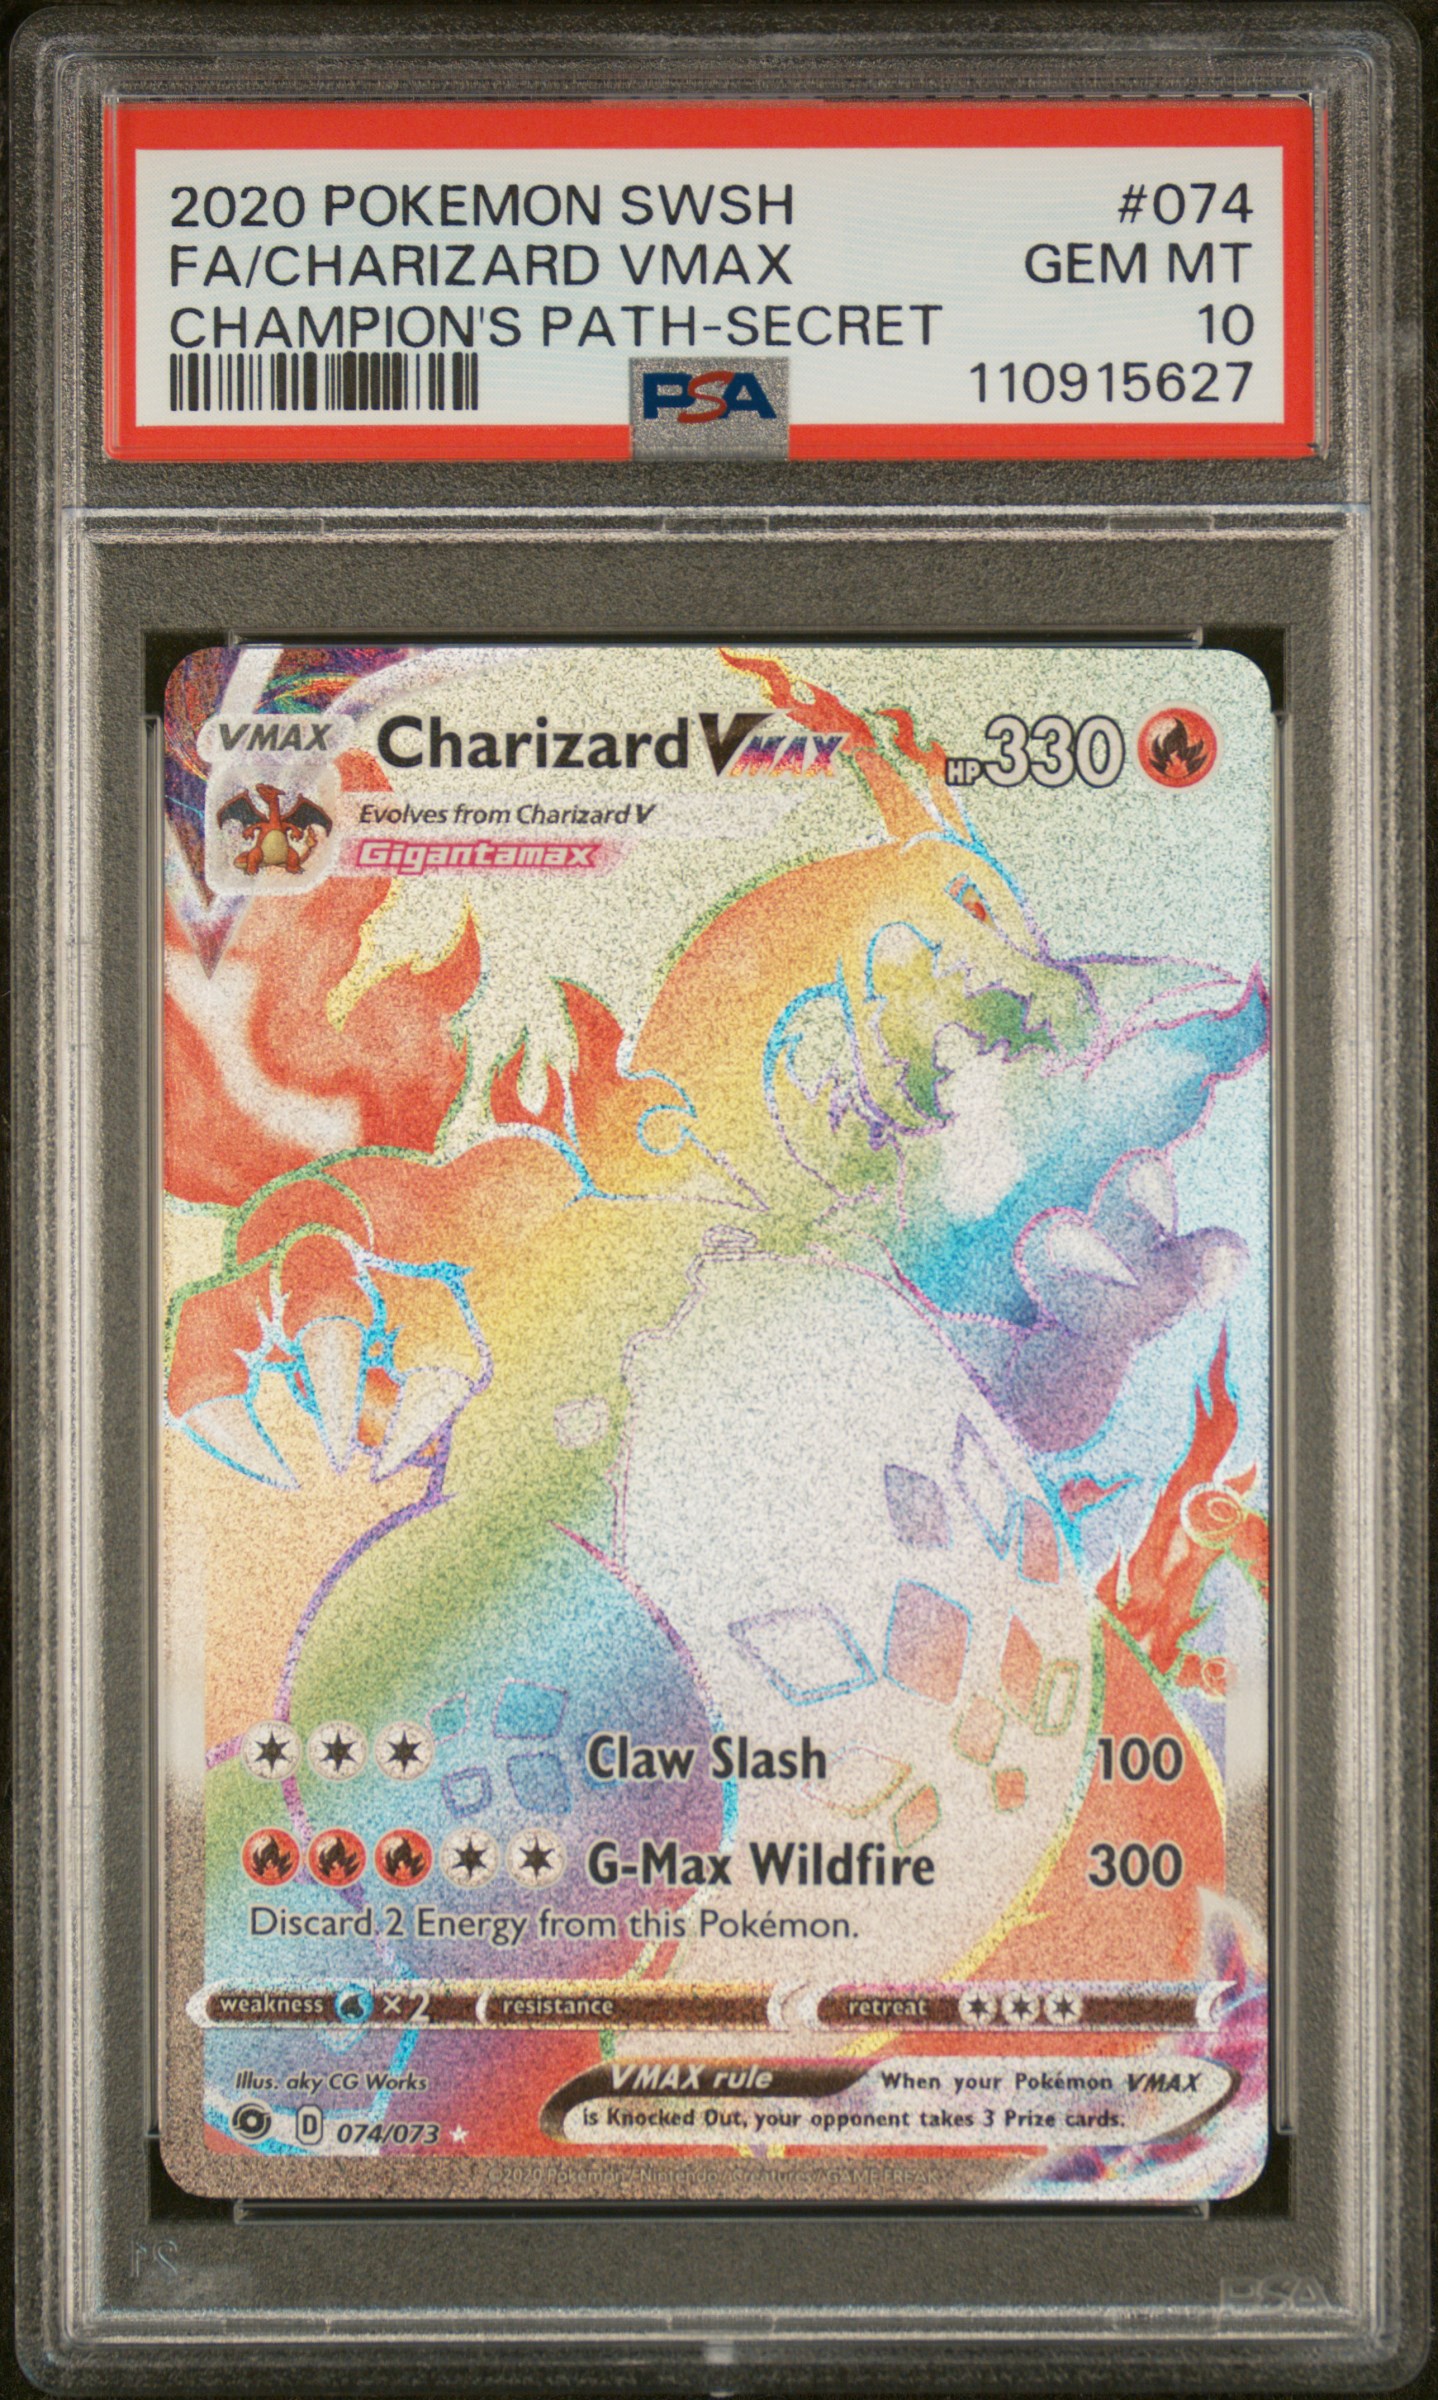 2020 POKEMON SWSH #074
FA/CHARIZARD VMAX GEM MT
CHAMPION'S PATH-SECRET 10
PSA 110915627
VMAX Charizard VMAX HP 330
Evolves from Charizard V
Gigantamax
Claw Slash 100
G-Max Wildfire 300
Discard 2 Energy from this Pokémon.
weakness × 2 resistance retreat
Illus. aky CG Works
VMAX rule When your Pokémon VMAX
is Knocked Out, your opponent takes 3 Prize cards.
D 074/073
©2020 Pokémon / Nintendo / Creatures / GAME FREAK
21
PSA